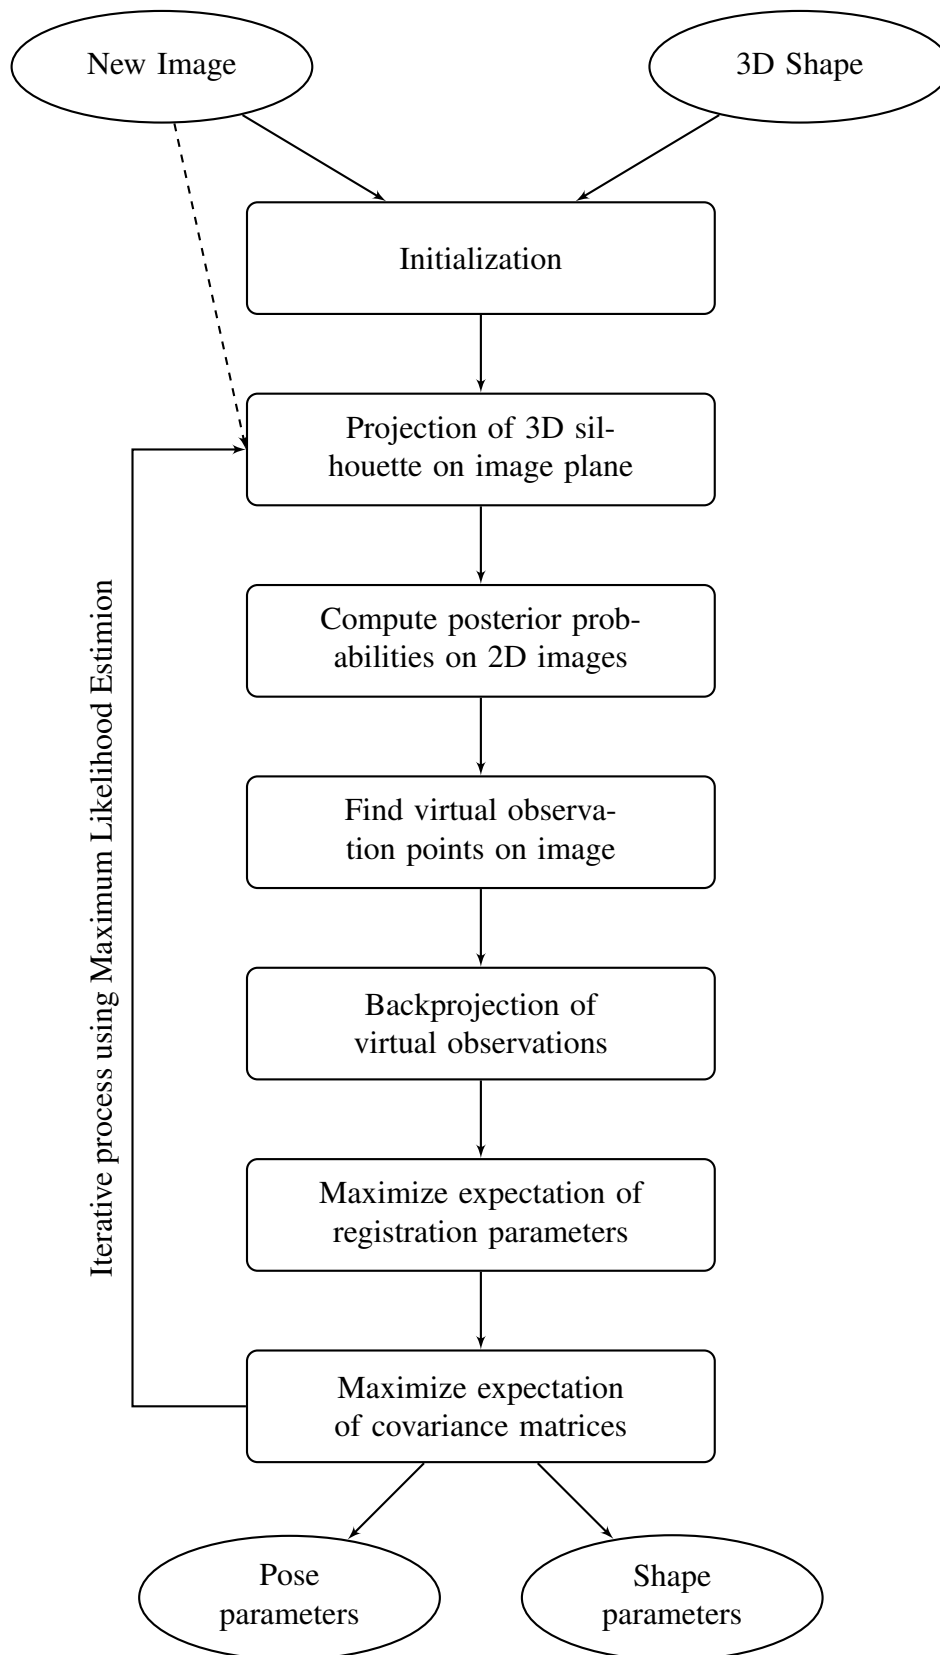 New Image
3D Shape
Initialization
Projection of 3D sil-
houette on image plane
Compute posterior prob-
abilities on 2D images
Find virtual observa-
tion points on image
Backprojection of
virtual observations
Maximize expectation of
registration parameters
Maximize expectation
of covariance matrices
Iterative process using Maximum Likelihood Estimion
Pose
parameters
Shape
parameters